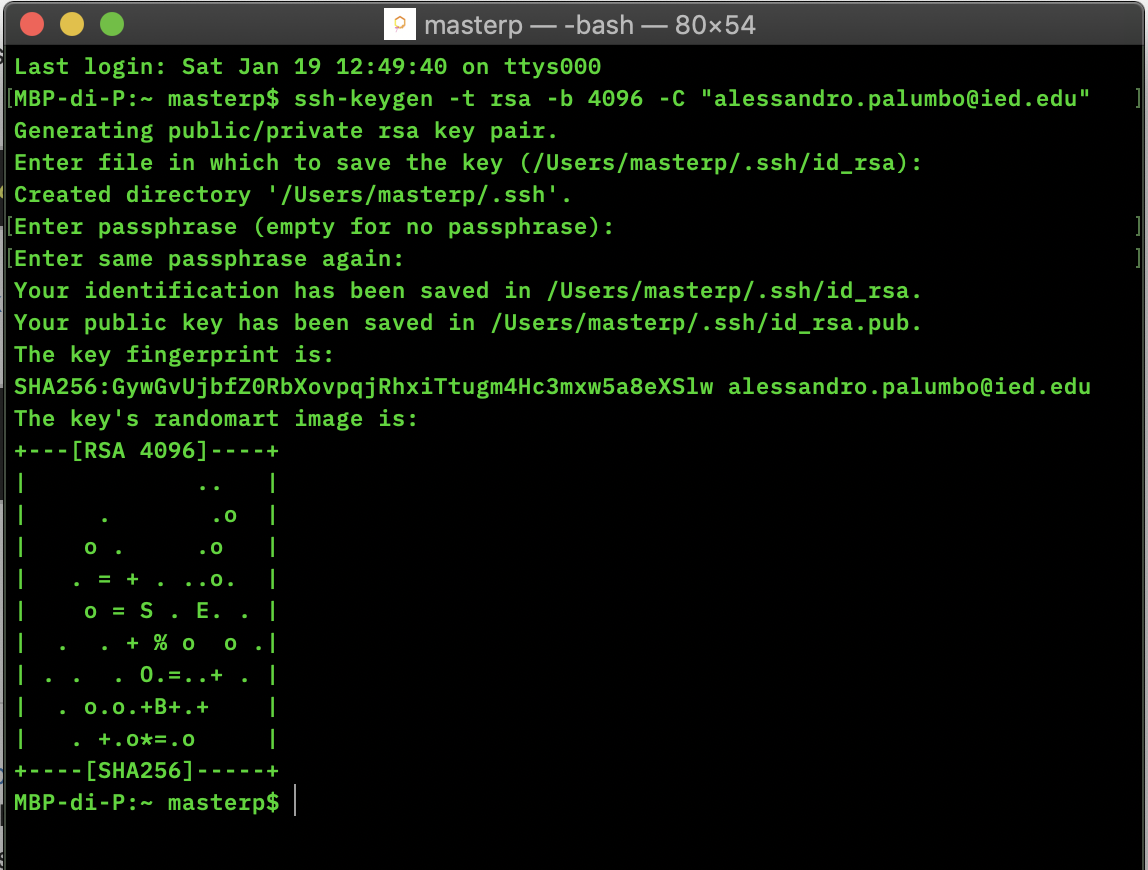 masterp — -bash — 80×54
Last login: Sat Jan 19 12:49:40 on ttys000
[MBP-di-P:~ masterp$ ssh-keygen -t rsa -b 4096 -C "alessandro.palumbo@ied.edu"   ]
Generating public/private rsa key pair.
Enter file in which to save the key (/Users/masterp/.ssh/id_rsa):
Created directory '/Users/masterp/.ssh'.
[Enter passphrase (empty for no passphrase):                                     ]
[Enter same passphrase again:                                                    ]
Your identification has been saved in /Users/masterp/.ssh/id_rsa.
Your public key has been saved in /Users/masterp/.ssh/id_rsa.pub.
The key fingerprint is:
SHA256:GywGvUjbfZ0RbXovpqjRhxiTtugm4Hc3mxw5a8eXSlw alessandro.palumbo@ied.edu
The key's randomart image is:
+---[RSA 4096]----+
|            ..   |
|     .       .o  |
|    o .     .o   |
|   . = + . ..o.  |
|    o = S . E. . |
|  .  . + % o  o .|
| . .  . O.=..+ . |
|  . o.o.+B+.+    |
|   . +.o*=.o     |
+----[SHA256]-----+
MBP-di-P:~ masterp$